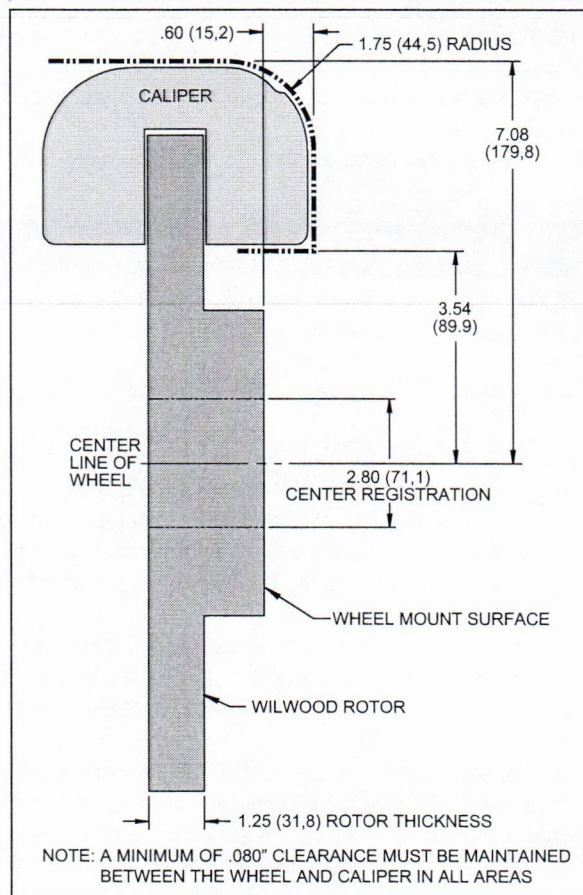 .60 (15,2)
1.75 (44,5) RADIUS
CALIPER
7.08
(179,8)
3.54
(89.9)
CENTER
LINE OF
WHEEL
2.80 (71,1)
CENTER REGISTRATION
WHEEL MOUNT SURFACE
WILWOOD ROTOR
1.25 (31,8) ROTOR THICKNESS
NOTE: A MINIMUM OF .080" CLEARANCE MUST BE MAINTAINED
BETWEEN THE WHEEL AND CALIPER IN ALL AREAS